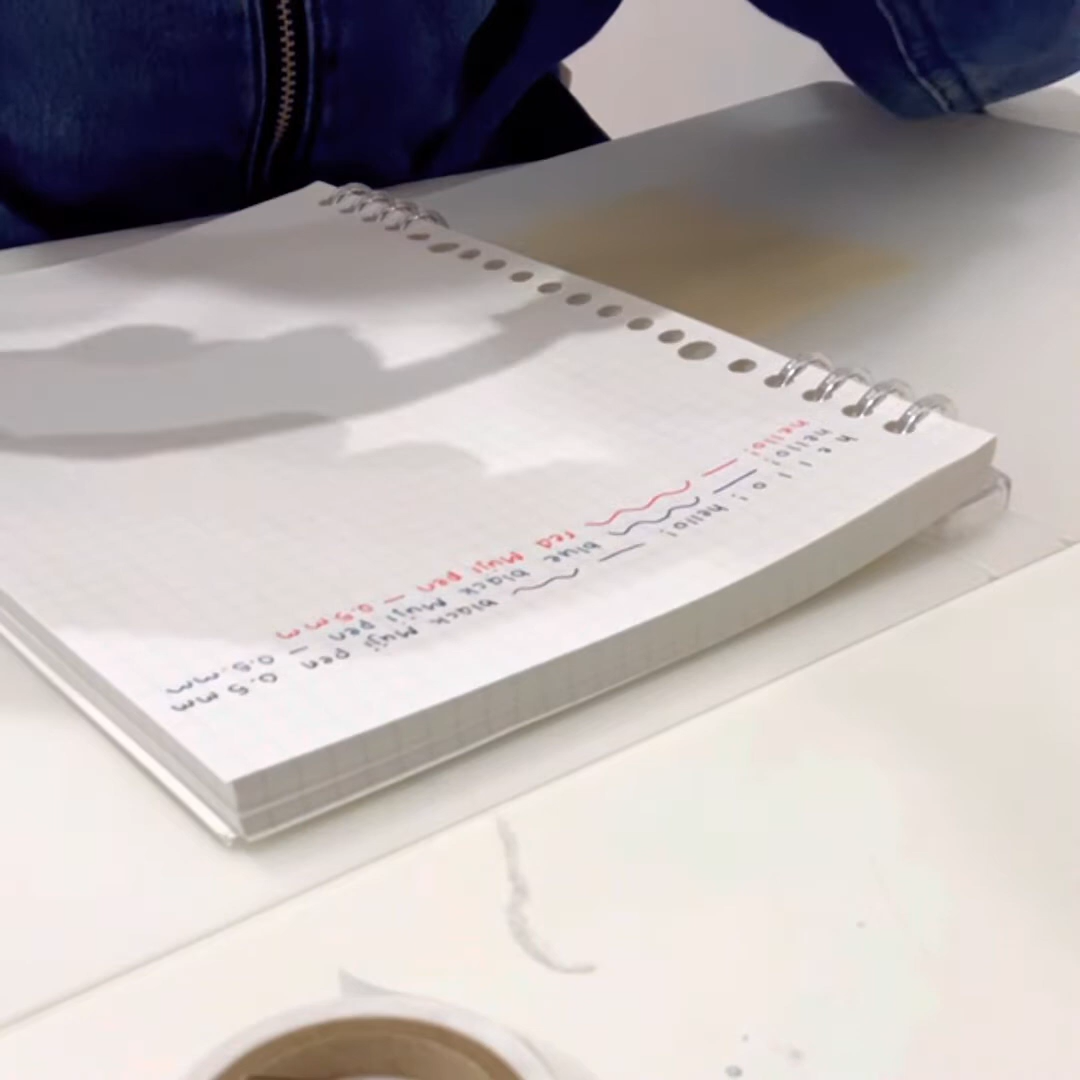 hello! hello! — black muji pen 0.5mm
hello! — blue black muji pen — 0.5mm
hello! — red muji pen — 0.5mm